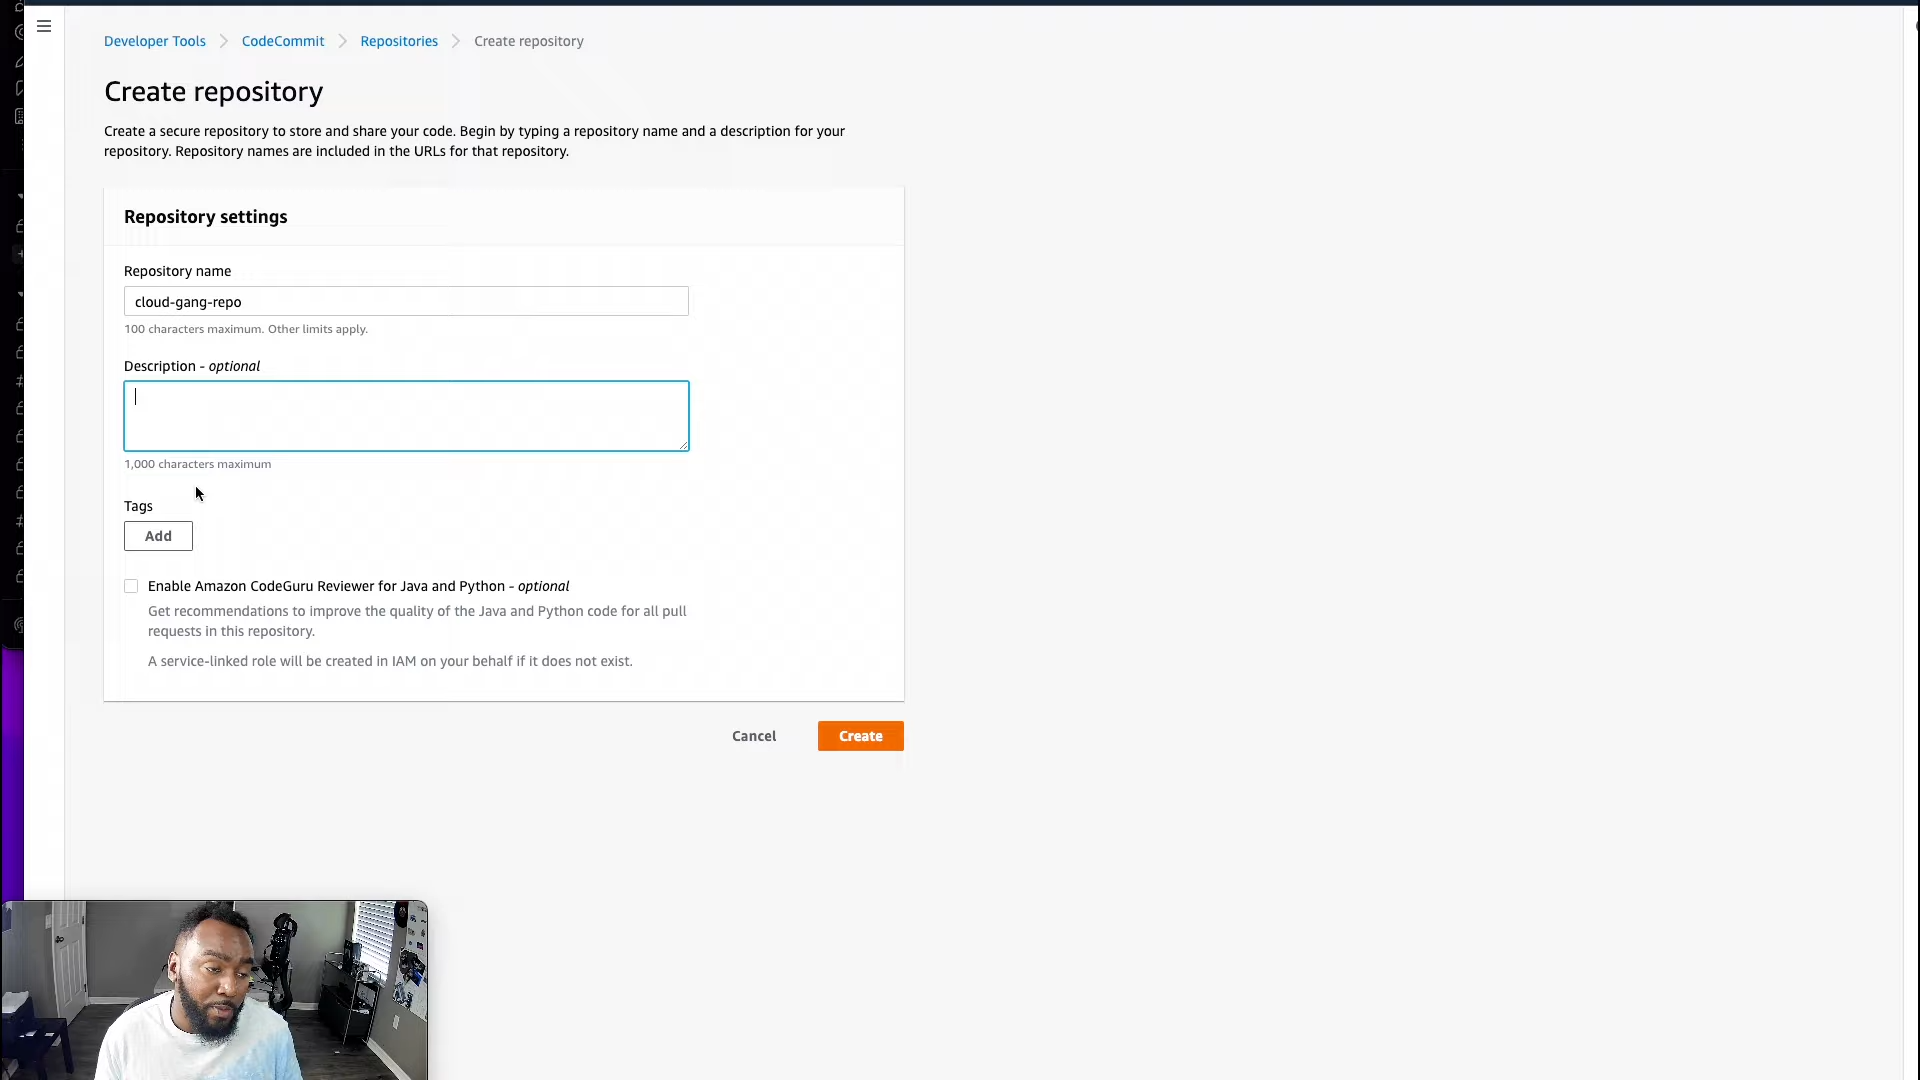 Developer Tools
CodeCommit
Repositories
Create repository
Create repository
Create a secure repository to store and share your code. Begin by typing a repository name and a description for your
repository. Repository names are included in the URLs for that repository.
Repository settings
Repository name
cloud-gang-repo
100 characters maximum. Other limits apply.
Description - optional
1,000 characters maximum
Tags
Add
Enable Amazon CodeGuru Reviewer for Java and Python - optional
Get recommendations to improve the quality of the Java and Python code for all pull
requests in this repository.
A service-linked role will be created in IAM on your behalf if it does not exist.
Cancel
Create